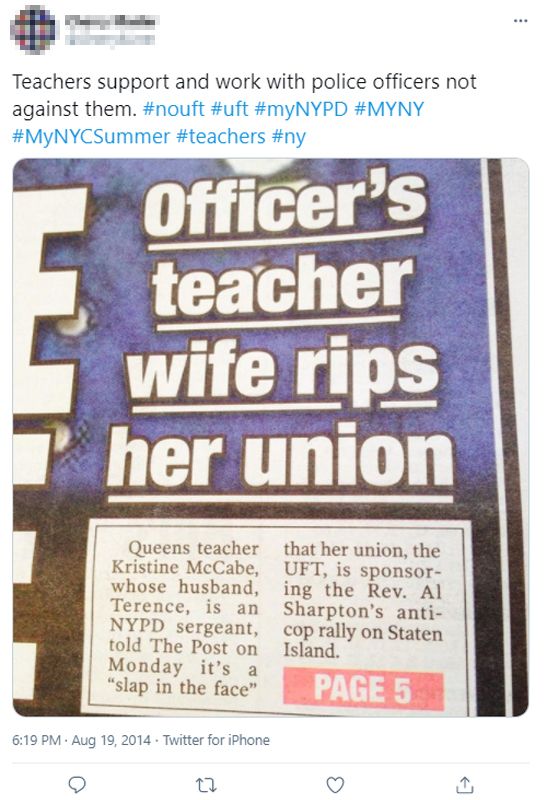 Teachers support and work with police officers not
against them. #nouft #uft #myNYPD #MYNY
#MyNYCSummer #teachers #ny
Officer's
teacher
wife rips
her union
Queens teacher
Kristine McCabe,
whose husband,
Terence, is an
NYPD sergeant,
told The Post on
Monday it's a
"slap in the face"
that her union, the
UFT, is sponsor-
ing the Rev. Al
Sharpton's anti-
cop rally on Staten
Island.
PAGE 5
6:19 PM · Aug 19, 2014 · Twitter for iPhone